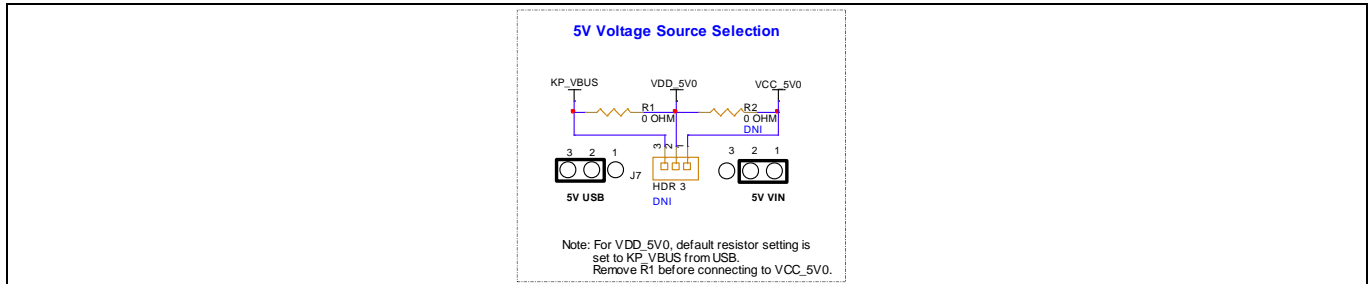 5V Voltage Source Selection
KP_VBUS VDD_5V0 VCC_5V0
R1 R2
0 OHM 0 OHM
DNI
3 2 1 3 2 1 3 2 1
J7
HDR 3
5V USB DNI 5V VIN
Note: For VDD_5V0, default resistor setting is
set to KP_VBUS from USB.
Remove R1 before connecting to VCC_5V0.